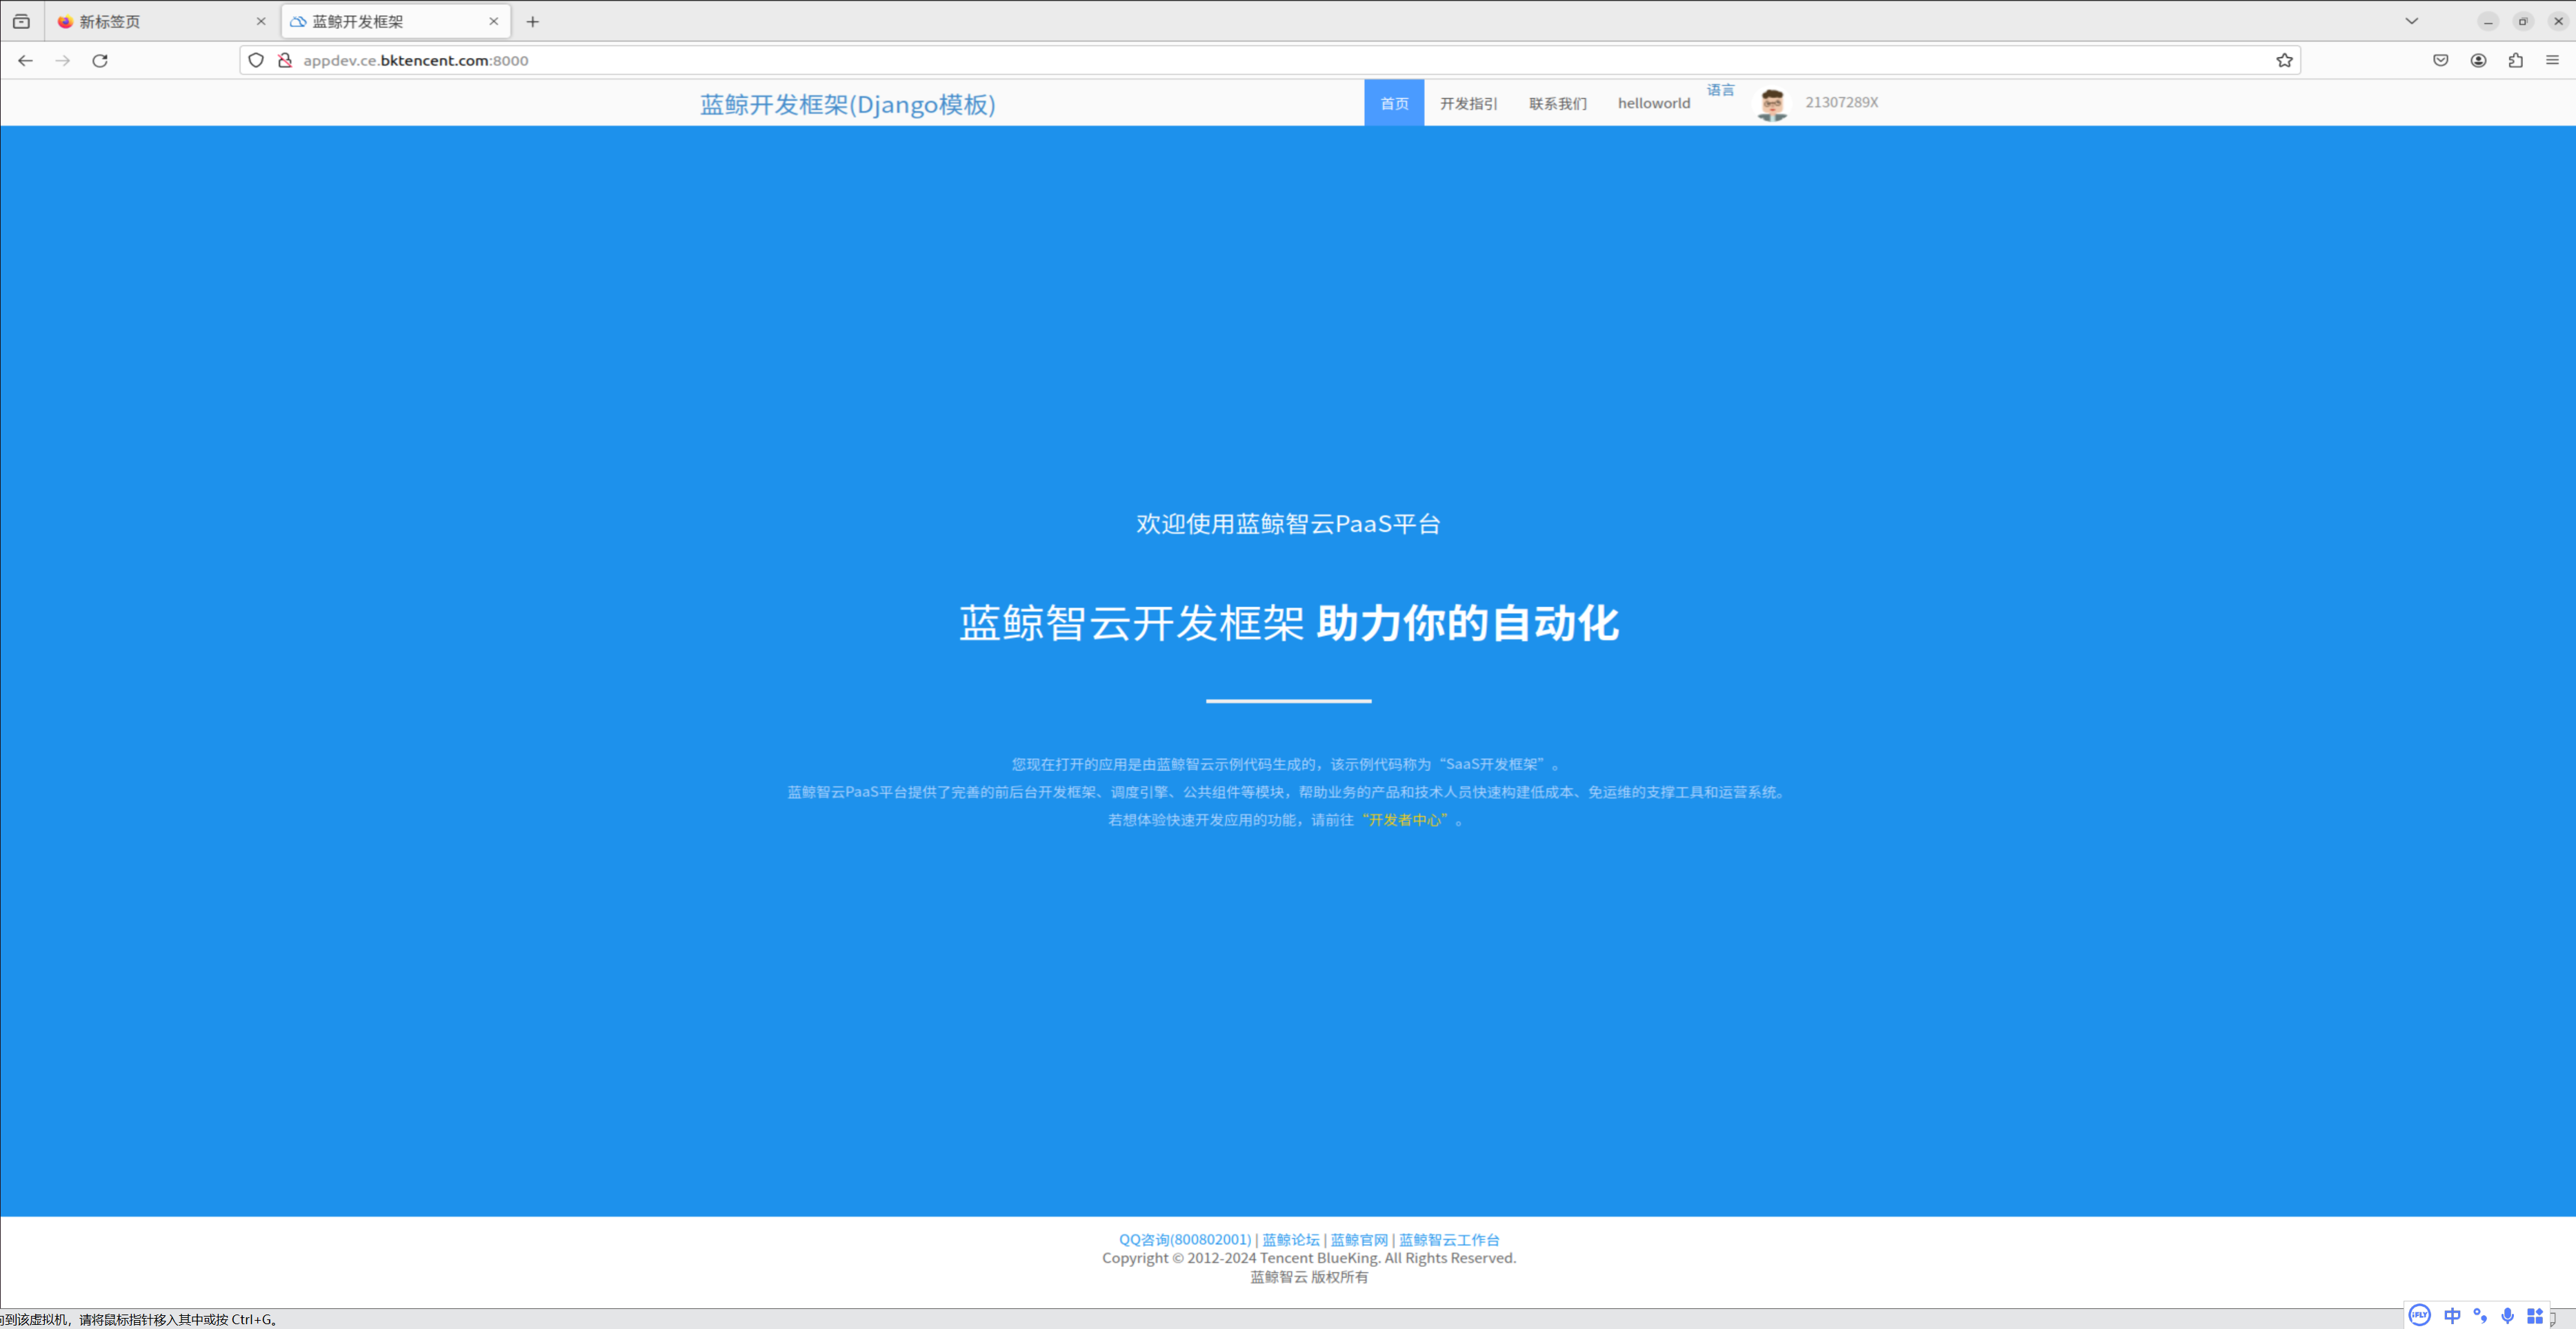 新标签页
蓝鲸开发框架
appdev.ce.bktencent.com:8000
蓝鲸开发框架(Django模板)
首页
开发指引
联系我们
helloworld
语言
21307289X
欢迎使用蓝鲸智云PaaS平台
蓝鲸智云开发框架 助力你的自动化
您现在打开的应用是由蓝鲸智云示例代码生成的，该示例代码称为“SaaS开发框架”。
蓝鲸智云PaaS平台提供了完善的前后台开发框架、调度引擎、公共组件等模块，帮助业务的产品和技术人员快速构建低成本、免运维的支撑工具和运营系统。
若想体验快速开发应用的功能，请前往“开发者中心”。
QQ咨询(800802001) | 蓝鲸论坛 | 蓝鲸官网 | 蓝鲸智云工作台
Copyright © 2012-2024 Tencent BlueKing. All Rights Reserved.
蓝鲸智云 版权所有
到该虚拟机，请将鼠标指针移入其中或按 Ctrl+G。
iFLY 中